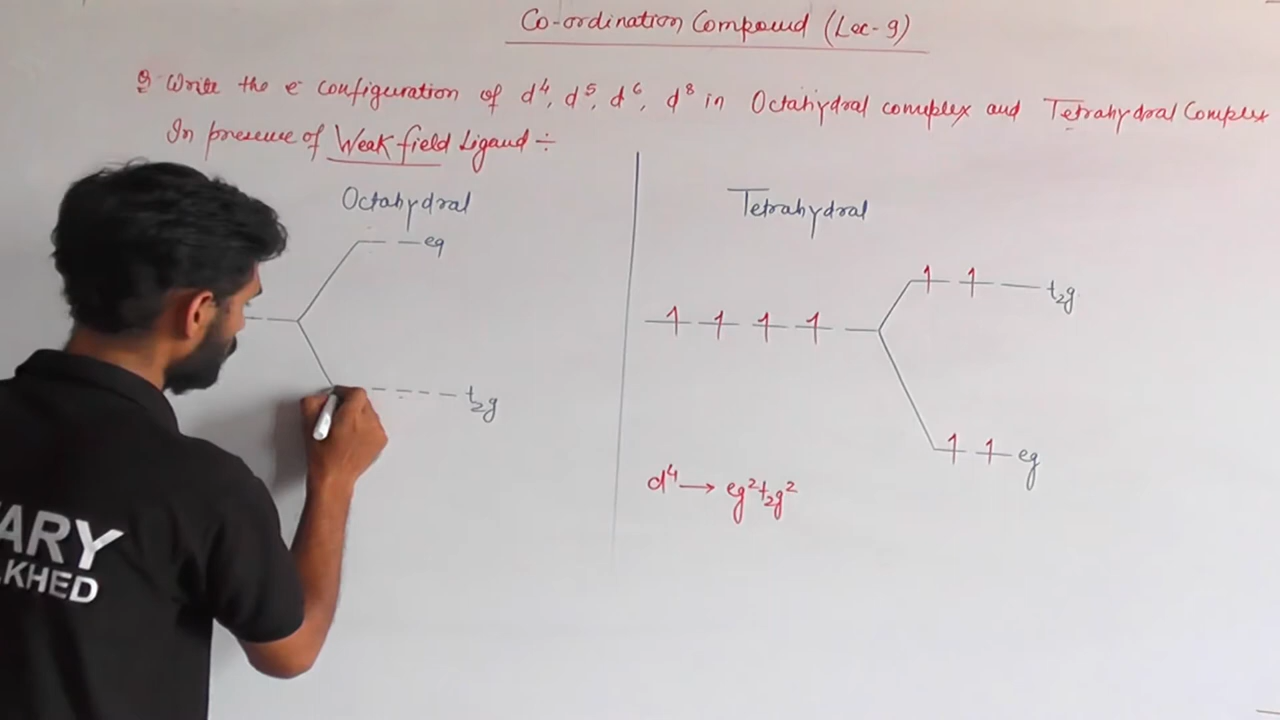 Co-ordination Compound (Lec-9)
Q Write the e⁻ configuration of d⁴, d⁵, d⁶, d⁸ in Octahydral complex and Tetrahydral Complex
In presence of Weak field Ligand ÷
Octahydral
eg
t₂g
Tetrahydral
t₂g
eg
d⁴ → eg²t₂g²
ARY
KHED